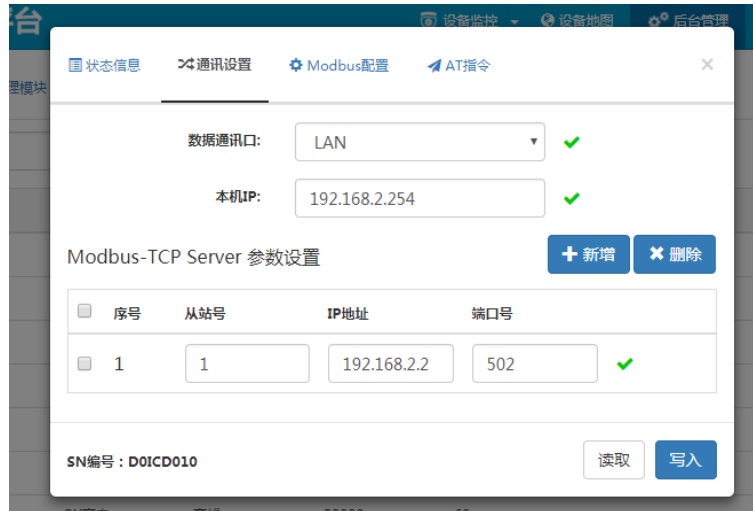 台
设备监控 设备地图 后台管理
状态信息 通讯设置 Modbus配置 AT指令 ×
理模块
数据通讯口: LAN
本机IP: 192.168.2.254
Modbus-TCP Server 参数设置 新增 删除
序号 从站号 IP地址 端口号
1 1 192.168.2.2 502
SN编号：D0ICD010 读取 写入